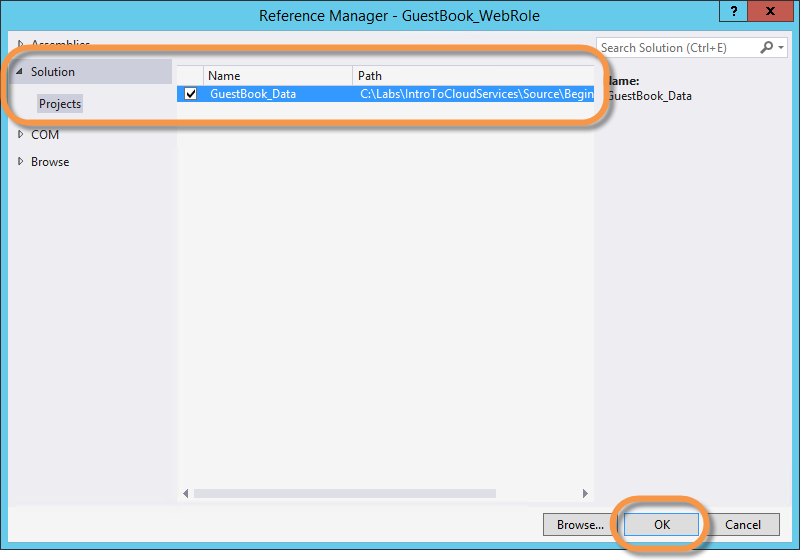 Reference Manager - GuestBook_WebRole
? x
Assemblies
Search Solution (Ctrl+E)
Solution
Name Path
Name:
GuestBook_Data C:\Labs\IntroToCloudServices\Source\Begin
GuestBook_Data
Projects
COM
Browse
Browse... OK Cancel